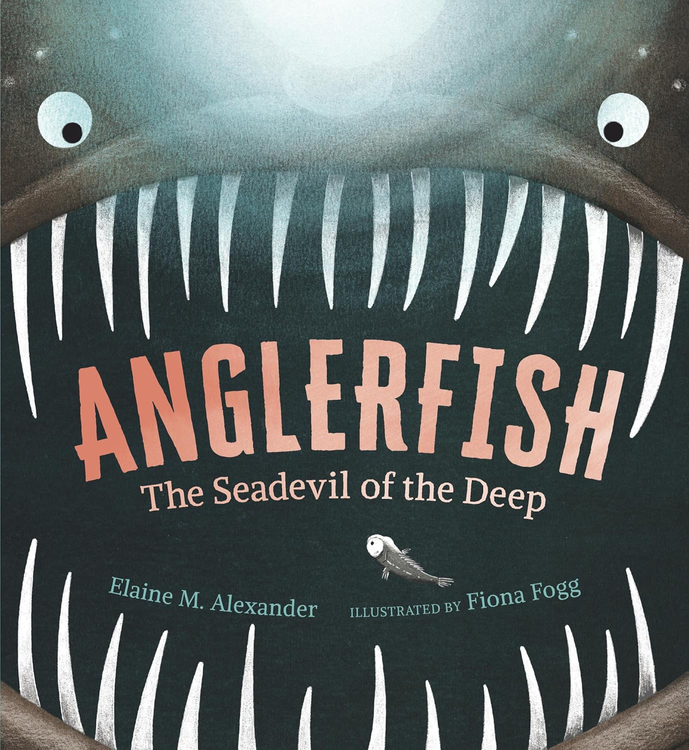 ANGLERFISH
The Seadevil of the Deep
Elaine M. Alexander
ILLUSTRATED BY Fiona Fogg